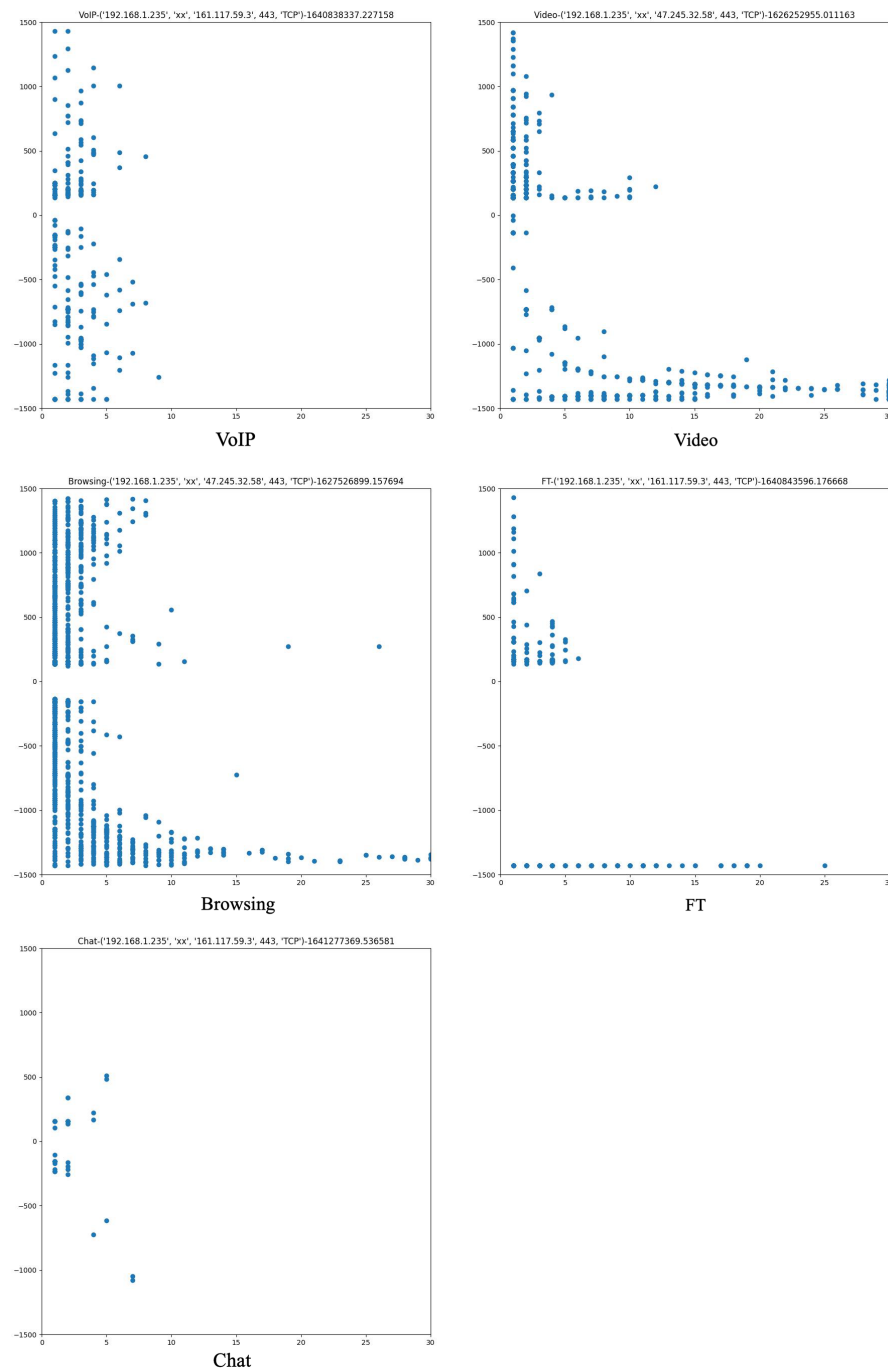 VoIP-('192.168.1.235', 'xx', '161.117.59.3', 443, 'TCP')-1640838337.227158
1500
1000
500
0
−500
−1000
−1500
0 5 10 15 20 25 30
VoIP
Video-('192.168.1.235', 'xx', '47.245.32.58', 443, 'TCP')-1626252955.011163
1500
1000
500
0
−500
−1000
−1500
0 5 10 15 20 25 30
Video
Browsing-('192.168.1.235', 'xx', '47.245.32.58', 443, 'TCP')-1627526899.157694
1500
1000
500
0
−500
−1000
−1500
0 5 10 15 20 25 30
Browsing
FT-('192.168.1.235', 'xx', '161.117.59.3', 443, 'TCP')-1640843596.176668
1500
1000
500
0
−500
−1000
−1500
0 5 10 15 20 25 30
FT
Chat-('192.168.1.235', 'xx', '161.117.59.3', 443, 'TCP')-1641277369.536581
1500
1000
500
0
−500
−1000
−1500
0 5 10 15 20 25 30
Chat